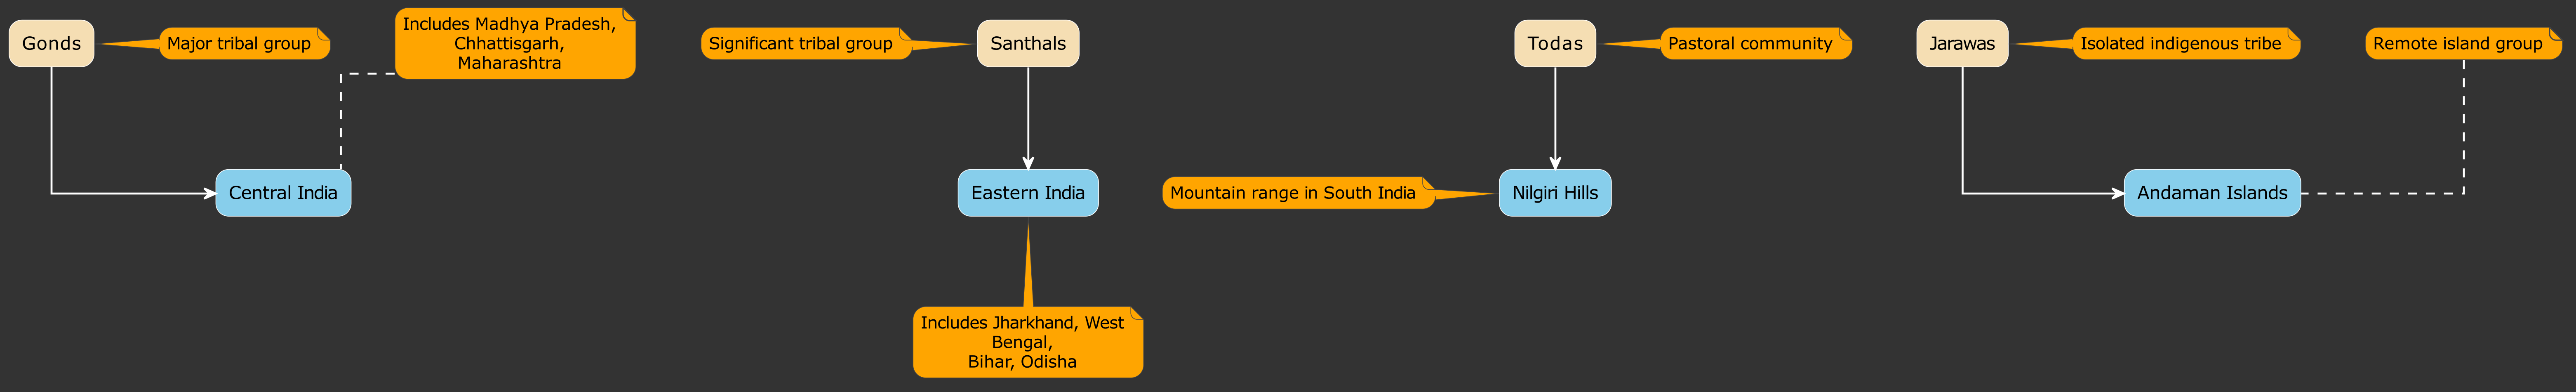 Gonds
Major tribal group
Includes Madhya Pradesh,
Chhattisgarh,
Maharashtra
Central India
Significant tribal group
Santhals
Eastern India
Includes Jharkhand, West
Bengal,
Bihar, Odisha
Todas
Pastoral community
Mountain range in South India
Nilgiri Hills
Jarawas
Isolated indigenous tribe
Remote island group
Andaman Islands